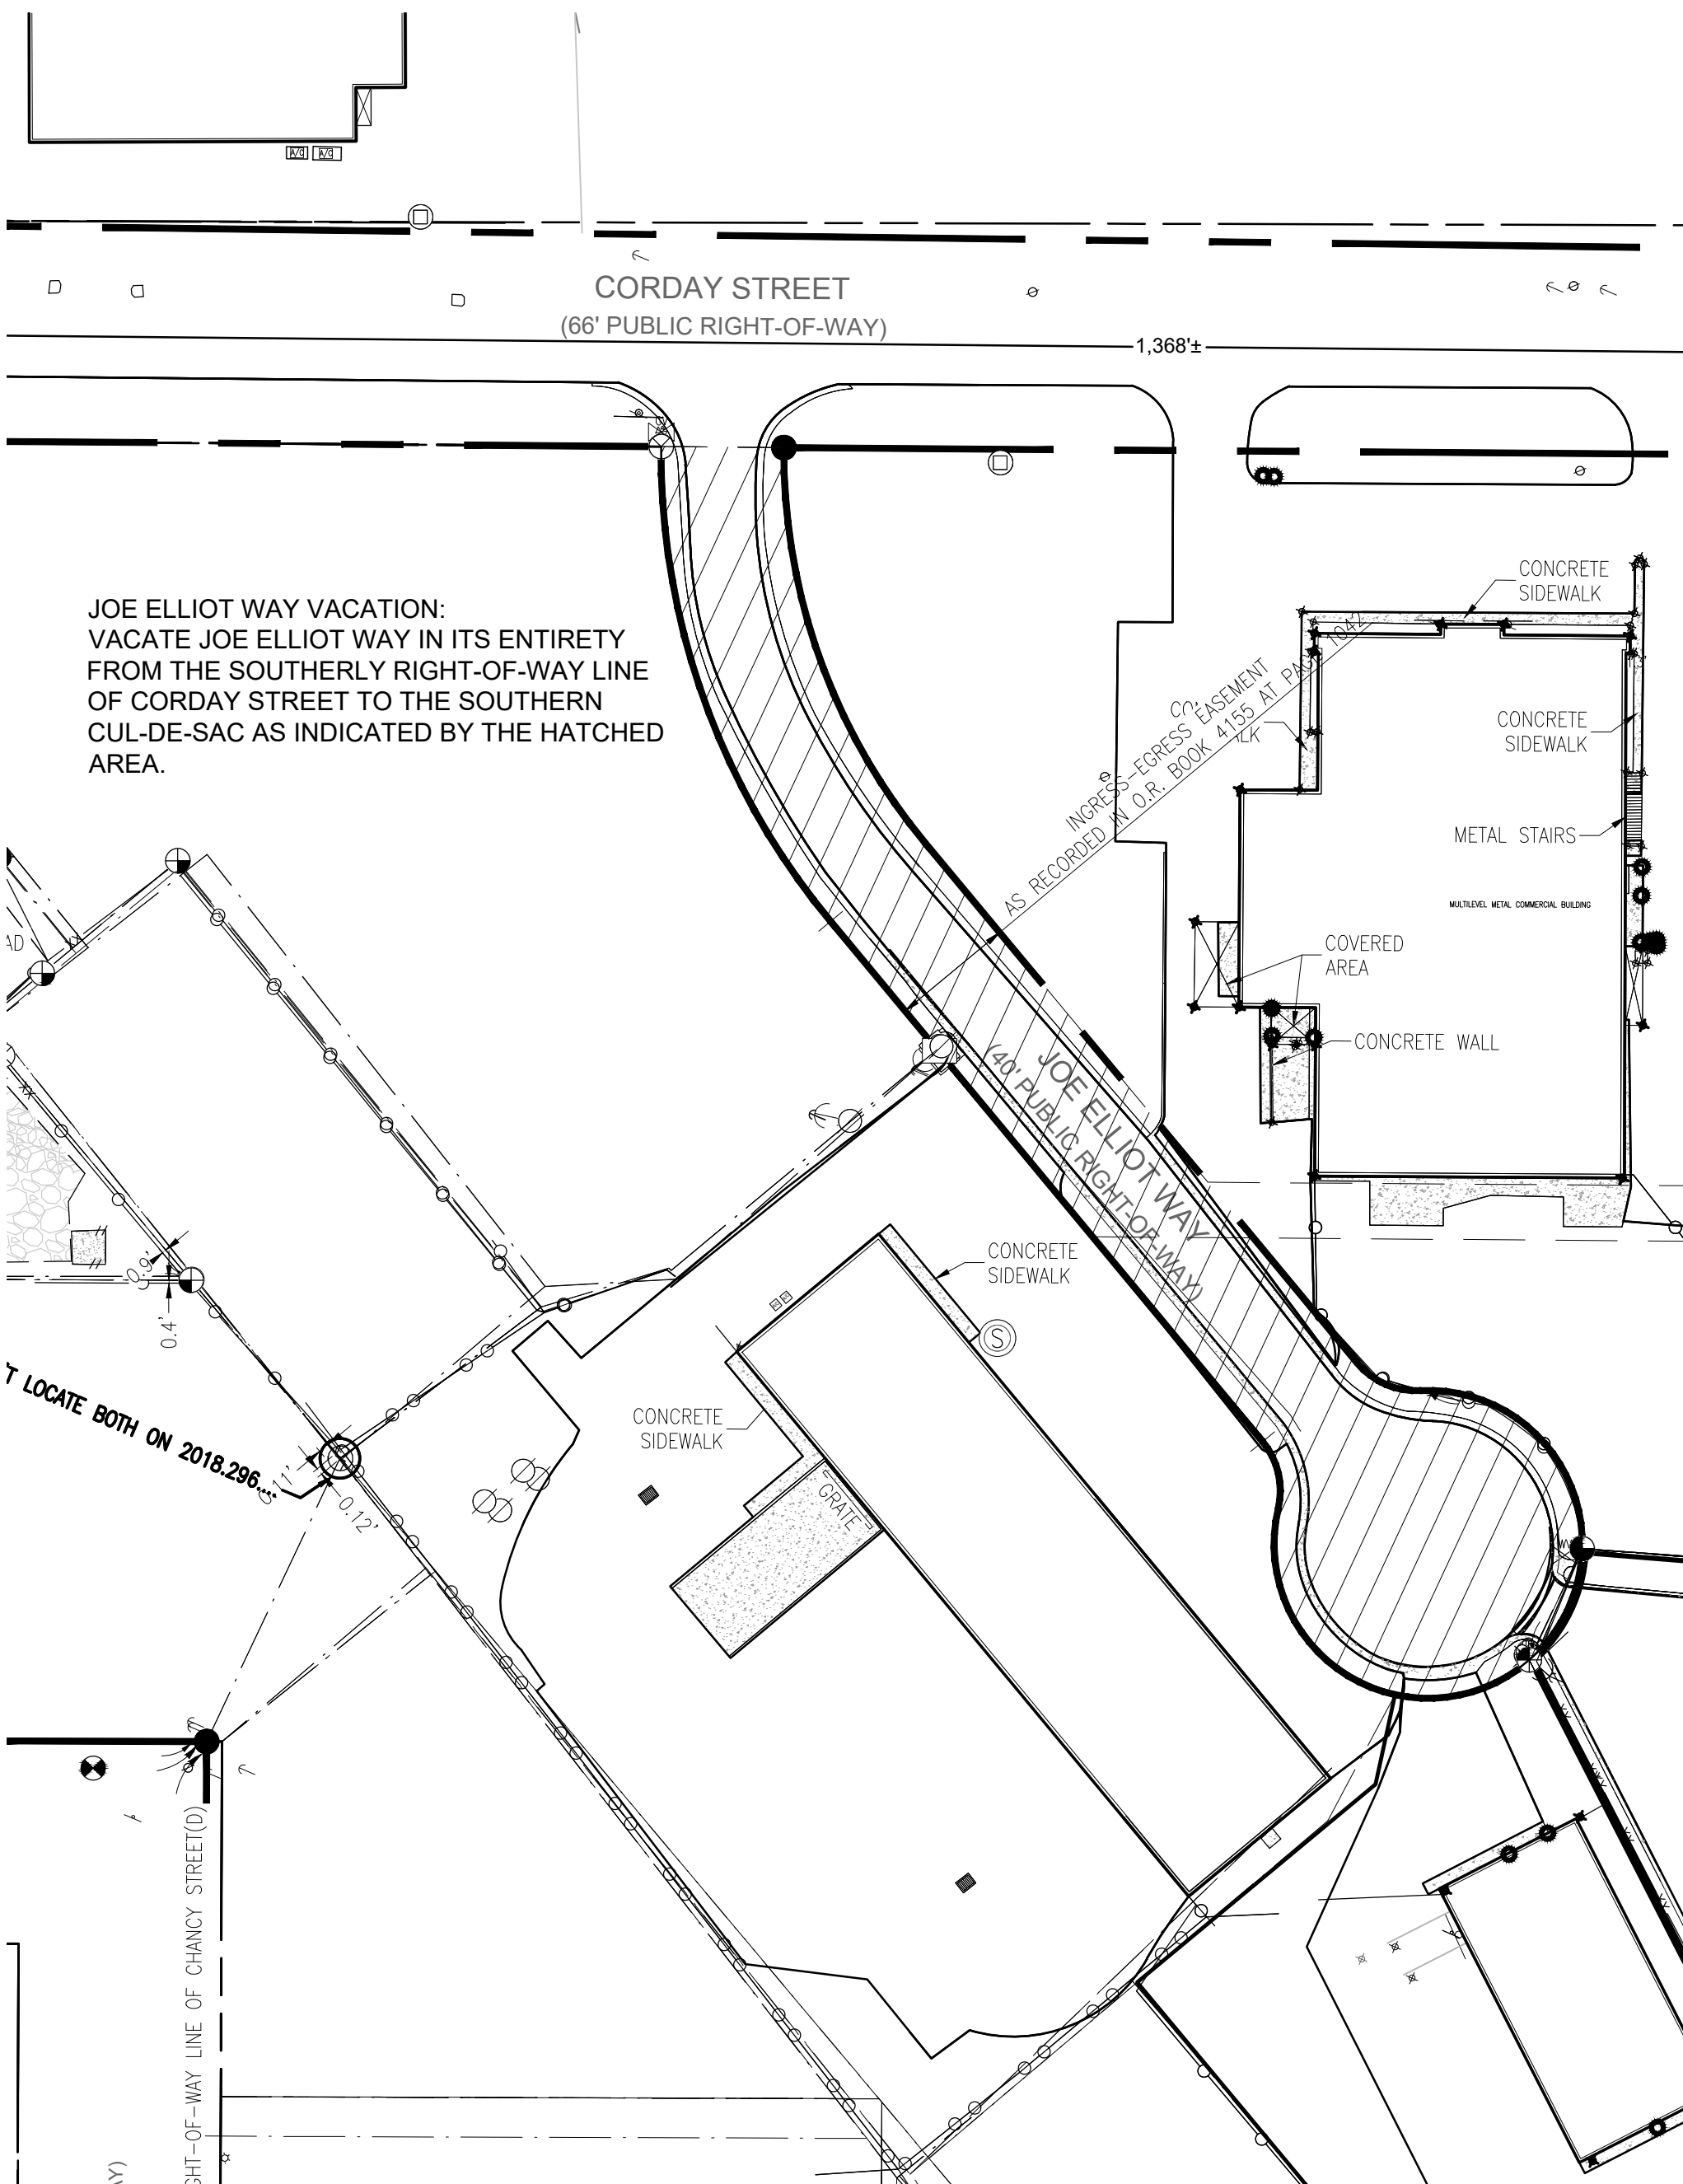 A/C A/C
CORDAY STREET
(66' PUBLIC RIGHT-OF-WAY)
1,368'±
JOE ELLIOT WAY VACATION:
VACATE JOE ELLIOT WAY IN ITS ENTIRETY
FROM THE SOUTHERLY RIGHT-OF-WAY LINE
OF CORDAY STREET TO THE SOUTHERN
CUL-DE-SAC AS INDICATED BY THE HATCHED
AREA.
CONCRETE
SIDEWALK
INGRESS-EGRESS EASEMENT
AS RECORDED IN O.R. BOOK 4155 AT PAGE 1042
CONCRETE
SIDEWALK
METAL STAIRS
MULTILEVEL METAL COMMERCIAL BUILDING
COVERED
AREA
CONCRETE WALL
JOE ELLIOT WAY
(40' PUBLIC RIGHT-OF-WAY)
CONCRETE
SIDEWALK
S
0.9'
0.4'
T LOCATE BOTH ON 2018.296....
0.11'
0.12'
CONCRETE
SIDEWALK
GRATE
GHT-OF-WAY LINE OF CHANCY STREET(D)
AY)